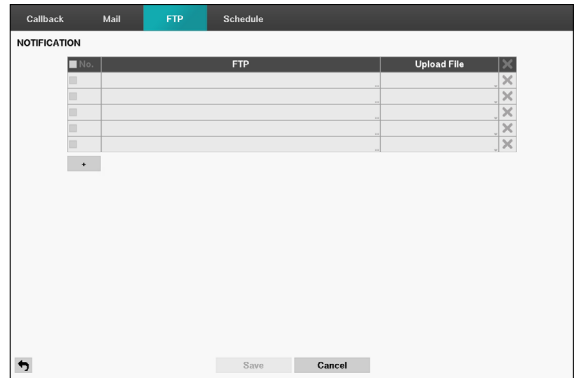 Callback Mail FTP Schedule
NOTIFICATION
No. FTP Upload File
+
Save Cancel